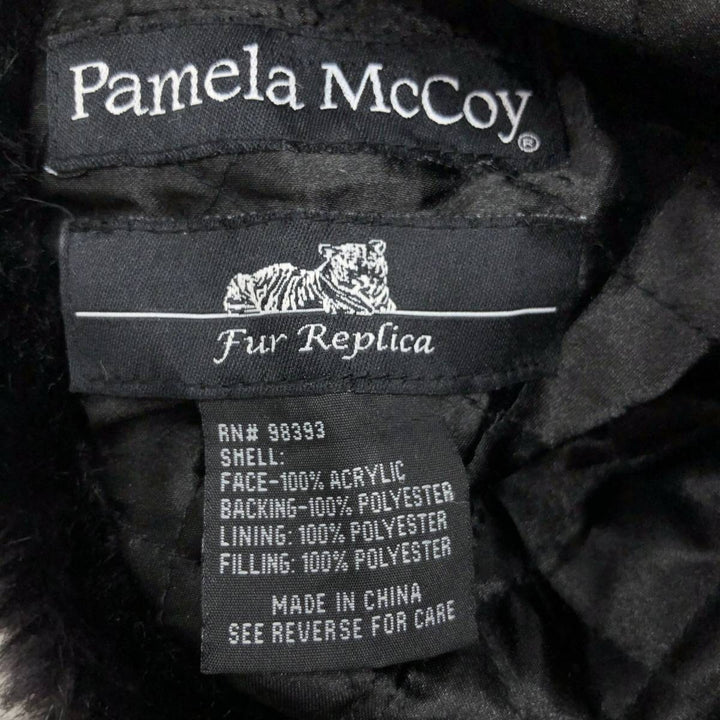 Pamela McCoy®
Fur Replica
RN# 98393
SHELL:
FACE-100% ACRYLIC
BACKING-100% POLYESTER
LINING: 100% POLYESTER
FILLING: 100% POLYESTER
MADE IN CHINA
SEE REVERSE FOR CARE